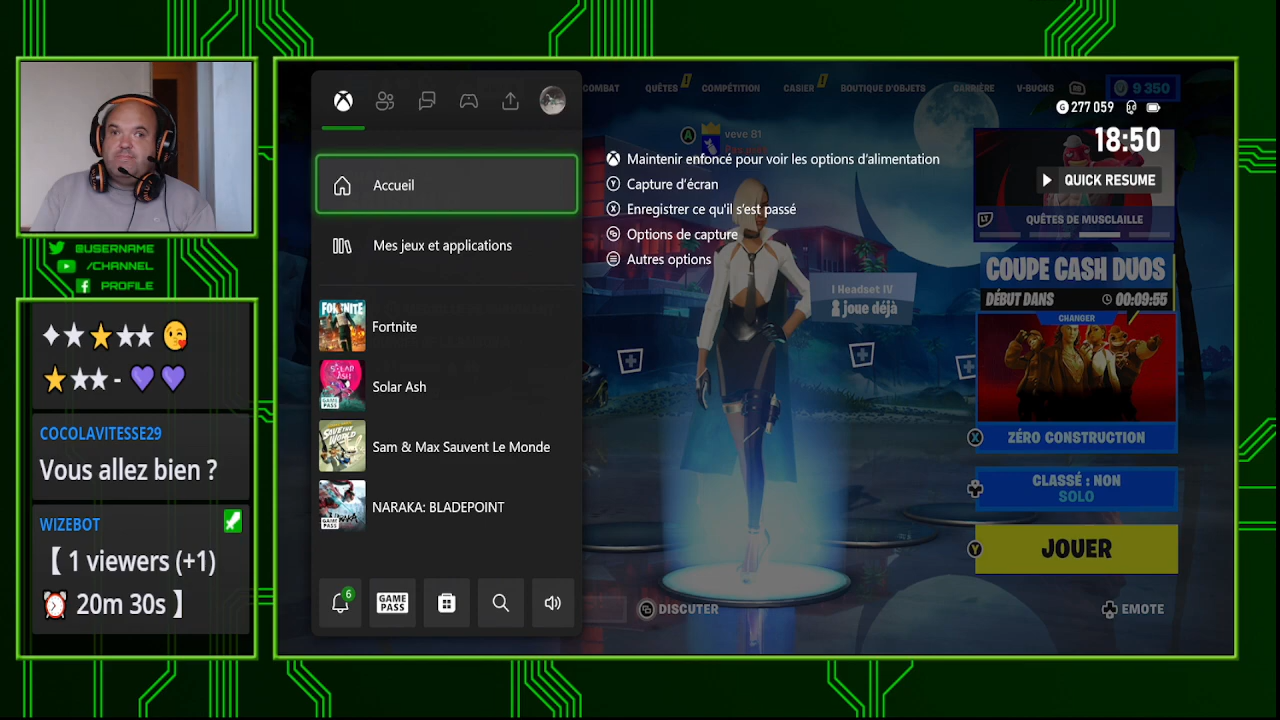 @USERNAME
/CHANNEL
PROFILE
COCOLAVITESSE29
Vous allez bien ?
WIZEBOT
【 1 viewers (+1)
20m 30s 】
Accueil
Mes jeux et applications
Fortnite
Solar Ash
Sam & Max Sauvent Le Monde
NARAKA: BLADEPOINT
6
GAME PASS
COMBAT
QUÊTES
COMPÉTITION
CASIER
BOUTIQUE D'OBJETS
CARRIÈRE
V-BUCKS
9 350
G 277 059
18:50
QUICK RESUME
veve 81
Maintenir enfoncé pour voir les options d'alimentation
Capture d'écran
Enregistrer ce qu'il s'est passé
Options de capture
Autres options
I Headset IV
joue déjà
QUÊTES DE MUSCLAILLE
COUPE CASH DUOS
DÉBUT DANS
00:09:55
CHANGER
ZÉRO CONSTRUCTION
CLASSÉ : NON
SOLO
JOUER
DISCUTER
EMOTE